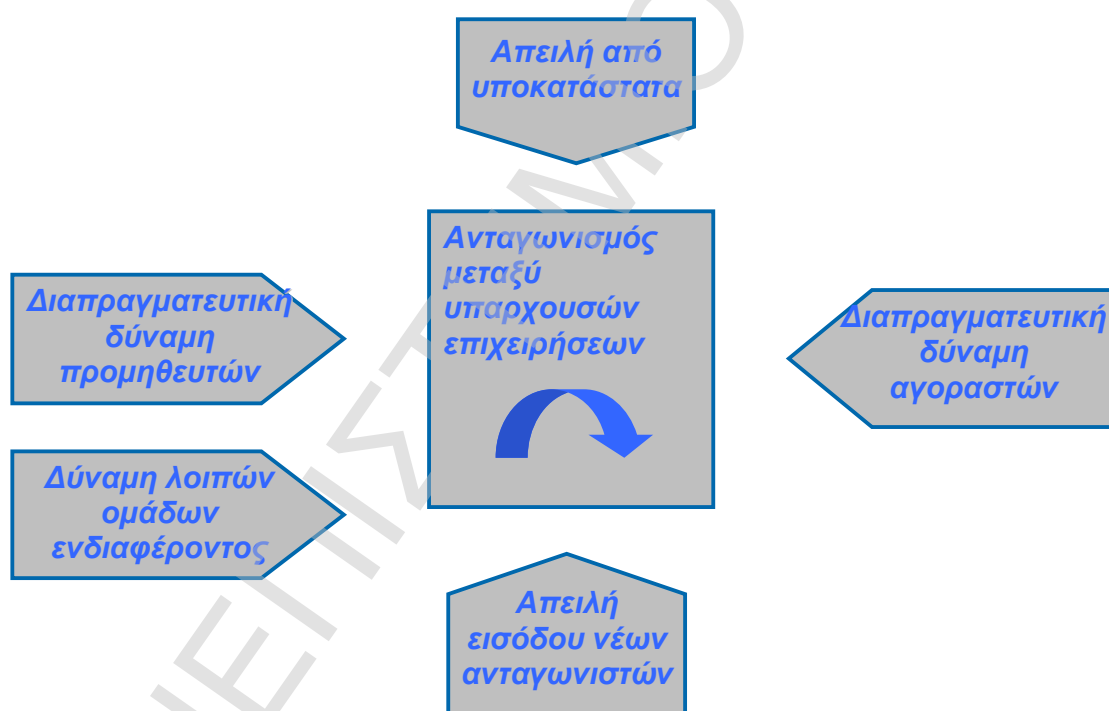 Απειλή από
υποκατάστατα
Ανταγωνισμός
μεταξύ
υπαρχουσών
επιχειρήσεων
Διαπραγματευτική
δύναμη
προμηθευτών
Διαπραγματευτική
δύναμη
αγοραστών
Δύναμη λοιπών
ομάδων
ενδιαφέροντος
Απειλή
εισόδου νέων
ανταγωνιστών